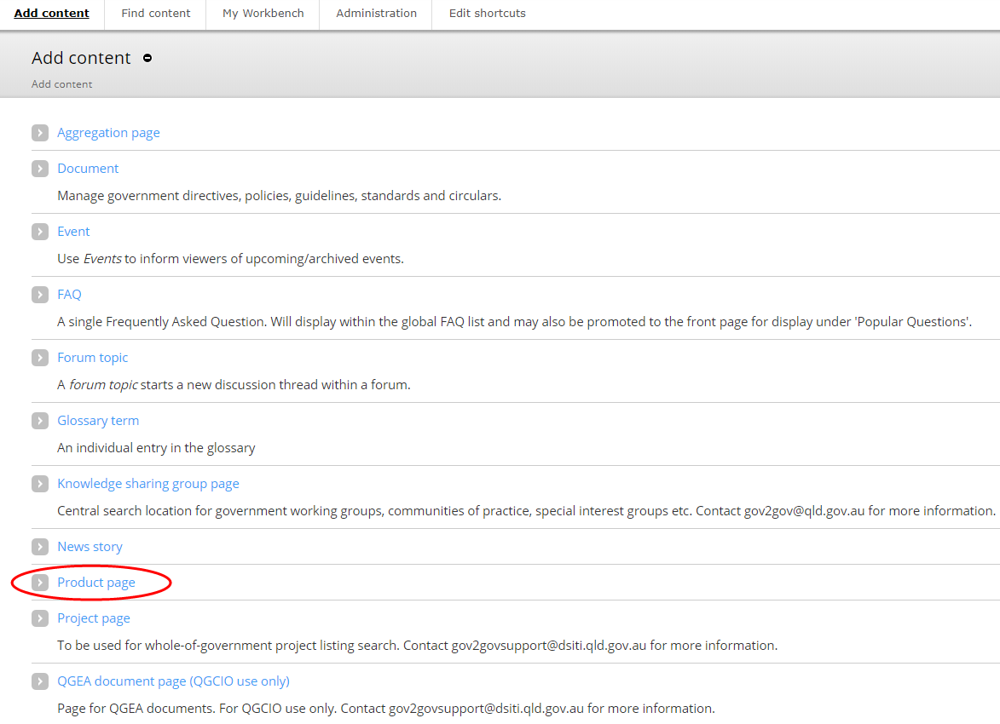 Add content Find content My Workbench Administration Edit shortcuts
Add content
Add content
Aggregation page
Document
Manage government directives, policies, guidelines, standards and circulars.
Event
Use Events to inform viewers of upcoming/archived events.
FAQ
A single Frequently Asked Question. Will display within the global FAQ list and may also be promoted to the front page for display under 'Popular Questions'.
Forum topic
A forum topic starts a new discussion thread within a forum.
Glossary term
An individual entry in the glossary
Knowledge sharing group page
Central search location for government working groups, communities of practice, special interest groups etc. Contact gov2gov@qld.gov.au for more information.
News story
Product page
Project page
To be used for whole-of-government project listing search. Contact gov2govsupport@dsiti.qld.gov.au for more information.
QGEA document page (QGCIO use only)
Page for QGEA documents. For QGCIO use only. Contact gov2govsupport@dsiti.qld.gov.au for more information.